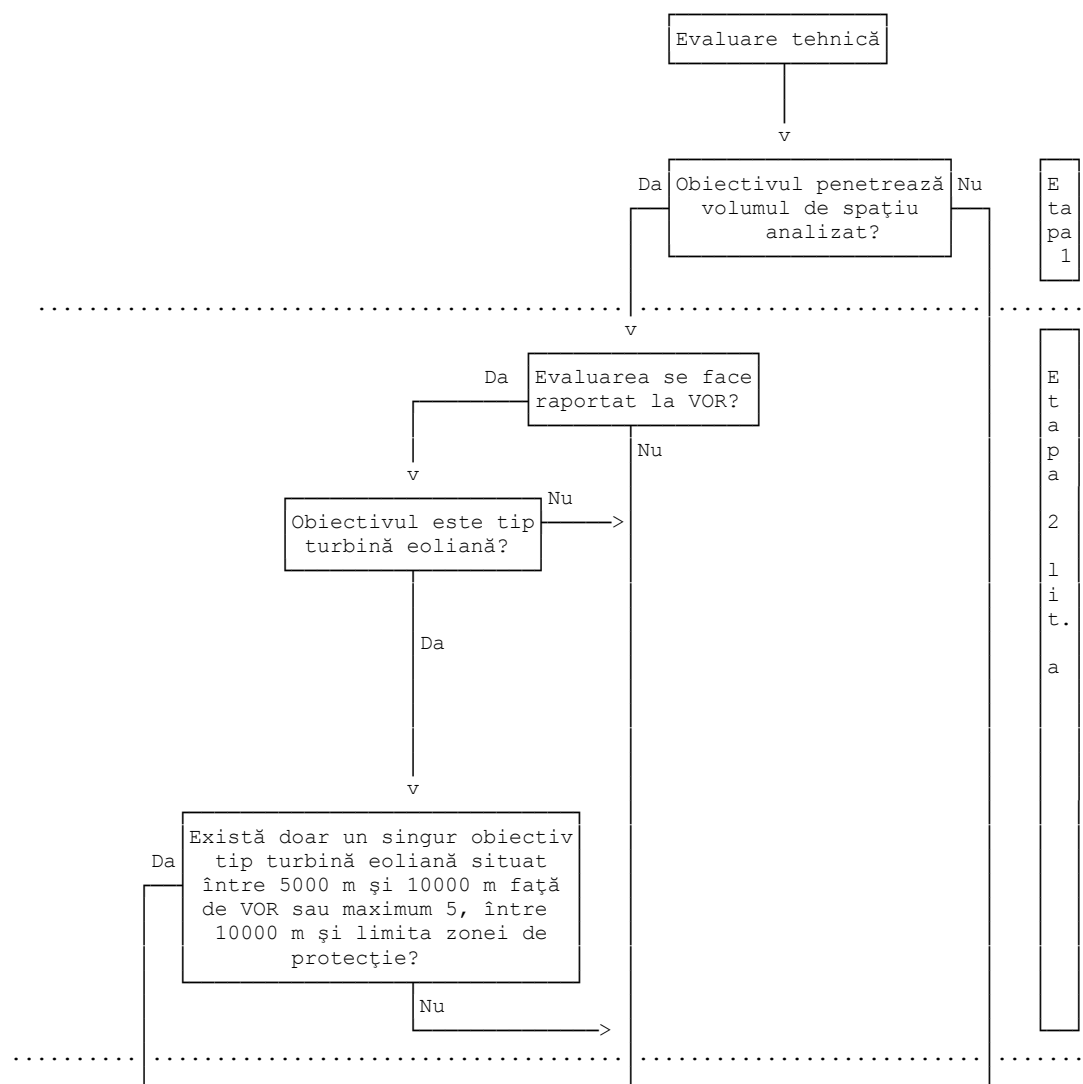 Evaluare tehnică
v
Da Obiectivul penetrează Nu
volumul de spaţiu
analizat?
E
ta
pa
1
v
Da Evaluarea se face
raportat la VOR?
Nu
v
Nu
Obiectivul este tip >
turbină eoliană?
Da
v
Există doar un singur obiectiv
Da tip turbină eoliană situat
între 5000 m şi 10000 m faţă
de VOR sau maximum 5, între
10000 m şi limita zonei de
protecţie?
Nu
>
E
t
a
p
a
2
l
i
t.
a